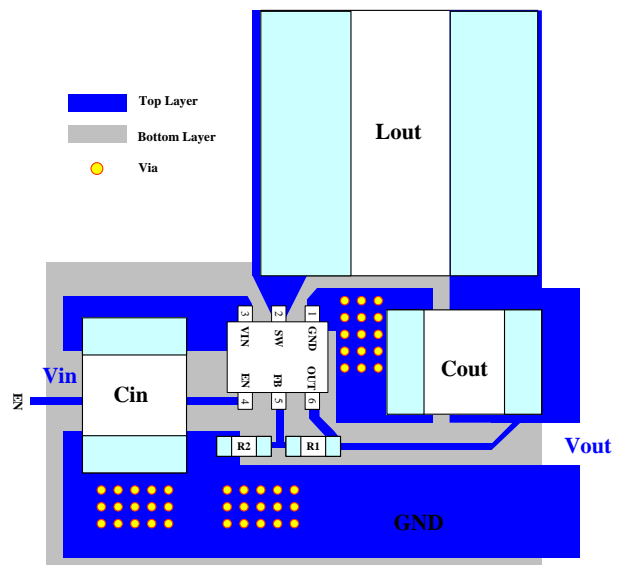 Top Layer
Bottom Layer
Via
Lout
3 2 1
VIN SW GND
EN FB OUT
4 5 6
Cout
Vin
Cin
EN
R2
R1
Vout
GND